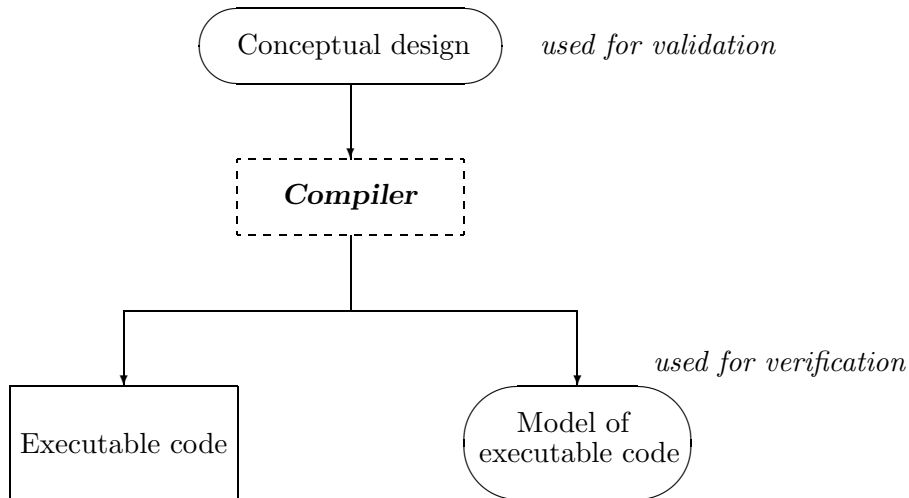 Conceptual design
used for validation
Compiler
used for verification
Executable code
Model of
executable code